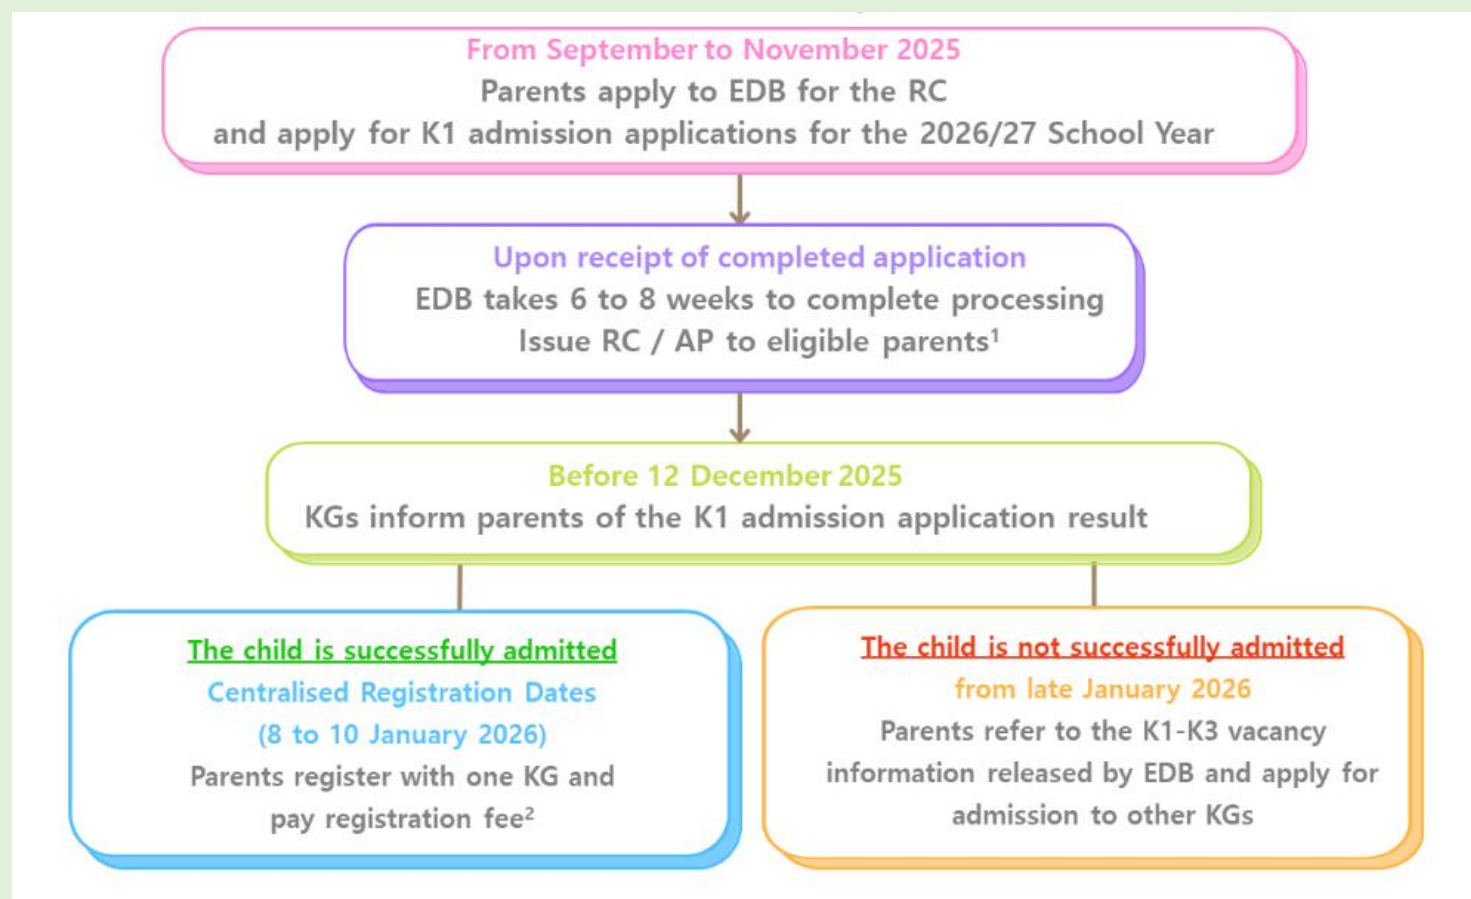 From September to November 2025
Parents apply to EDB for the RC
and apply for K1 admission applications for the 2026/27 School Year
Upon receipt of completed application
EDB takes 6 to 8 weeks to complete processing
Issue RC / AP to eligible parents¹
Before 12 December 2025
KGs inform parents of the K1 admission application result
The child is successfully admitted
Centralised Registration Dates
(8 to 10 January 2026)
Parents register with one KG and
pay registration fee²
The child is not successfully admitted
from late January 2026
Parents refer to the K1-K3 vacancy
information released by EDB and apply for
admission to other KGs